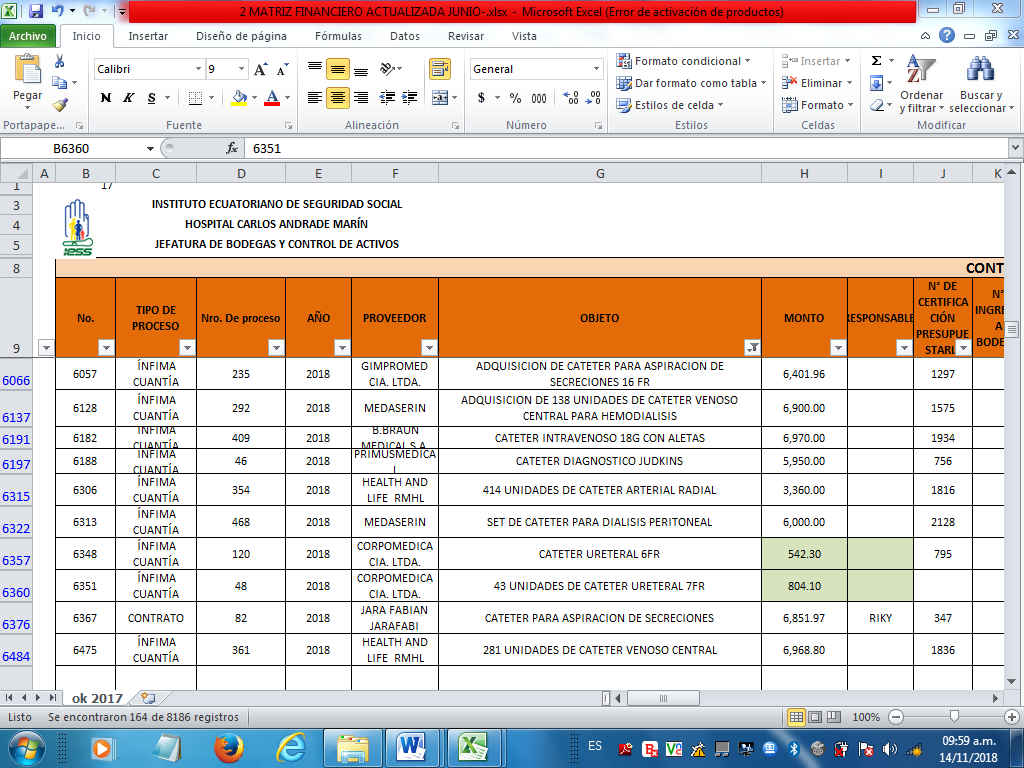 2 MATRIZ FINANCIERO ACTUALIZADA JUNIO-.xlsx - Microsoft Excel (Error de activación de productos)
Archivo Inicio Insertar Diseño de página Fórmulas Datos Revisar Vista
Pegar
Calibri 9
N K S
General
$ % 000
Formato condicional
Dar formato como tabla
Estilos de celda
Insertar
Eliminar
Formato
Ordenar y filtrar
Buscar y seleccionar
Portapape... Fuente Alineación Número Estilos Celdas Modificar
B6360 fx 6351
A B C D E F G H I J K
1 17
3 INSTITUTO ECUATORIANO DE SEGURIDAD SOCIAL
4 HOSPITAL CARLOS ANDRADE MARÍN
5 JEFATURA DE BODEGAS Y CONTROL DE ACTIVOS
iess
8 CONT
9 No. TIPO DE PROCESO Nro. De proceso AÑO PROVEEDOR OBJETO MONTO RESPONSABLE N° DE CERTIFICACIÓN PRESUPUESTARI N° INGRE A BODE
6066 6057 ÍNFIMA CUANTÍA 235 2018 GIMPROMED CIA. LTDA. ADQUISICION DE CATETER PARA ASPIRACION DE SECRECIONES 16 FR 6,401.96 1297
6137 6128 ÍNFIMA CUANTÍA 292 2018 MEDASERIN ADQUISICION DE 138 UNIDADES DE CATETER VENOSO CENTRAL PARA HEMODIALISIS 6,900.00 1575
6191 6182 ÍNFIMA CUANTÍA 409 2018 B.BRAUN MEDICAL S.A. CATETER INTRAVENOSO 18G CON ALETAS 6,970.00 1934
6197 6188 ÍNFIMA CUANTÍA 46 2018 PRIMUSMEDICAL CATETER DIAGNOSTICO JUDKINS 5,950.00 756
6315 6306 ÍNFIMA CUANTÍA 354 2018 HEALTH AND LIFE RMHL 414 UNIDADES DE CATETER ARTERIAL RADIAL 3,360.00 1816
6322 6313 ÍNFIMA CUANTÍA 468 2018 MEDASERIN SET DE CATETER PARA DIALISIS PERITONEAL 6,000.00 2128
6357 6348 ÍNFIMA CUANTÍA 120 2018 CORPOMEDICA CIA. LTDA. CATETER URETERAL 6FR 542.30 795
6360 6351 ÍNFIMA CUANTÍA 48 2018 CORPOMEDICA CIA. LTDA. 43 UNIDADES DE CATETER URETERAL 7FR 804.10
6376 6367 CONTRATO 82 2018 JARA FABIAN JARAFABI CATETER PARA ASPIRACION DE SECRECIONES 6,851.97 RIKY 347
6484 6475 ÍNFIMA CUANTÍA 361 2018 HEALTH AND LIFE RMHL 281 UNIDADES DE CATETER VENOSO CENTRAL 6,968.80 1836
ok 2017
Listo Se encontraron 164 de 8186 registros 100%
ES 09:59 a.m.
14/11/2018